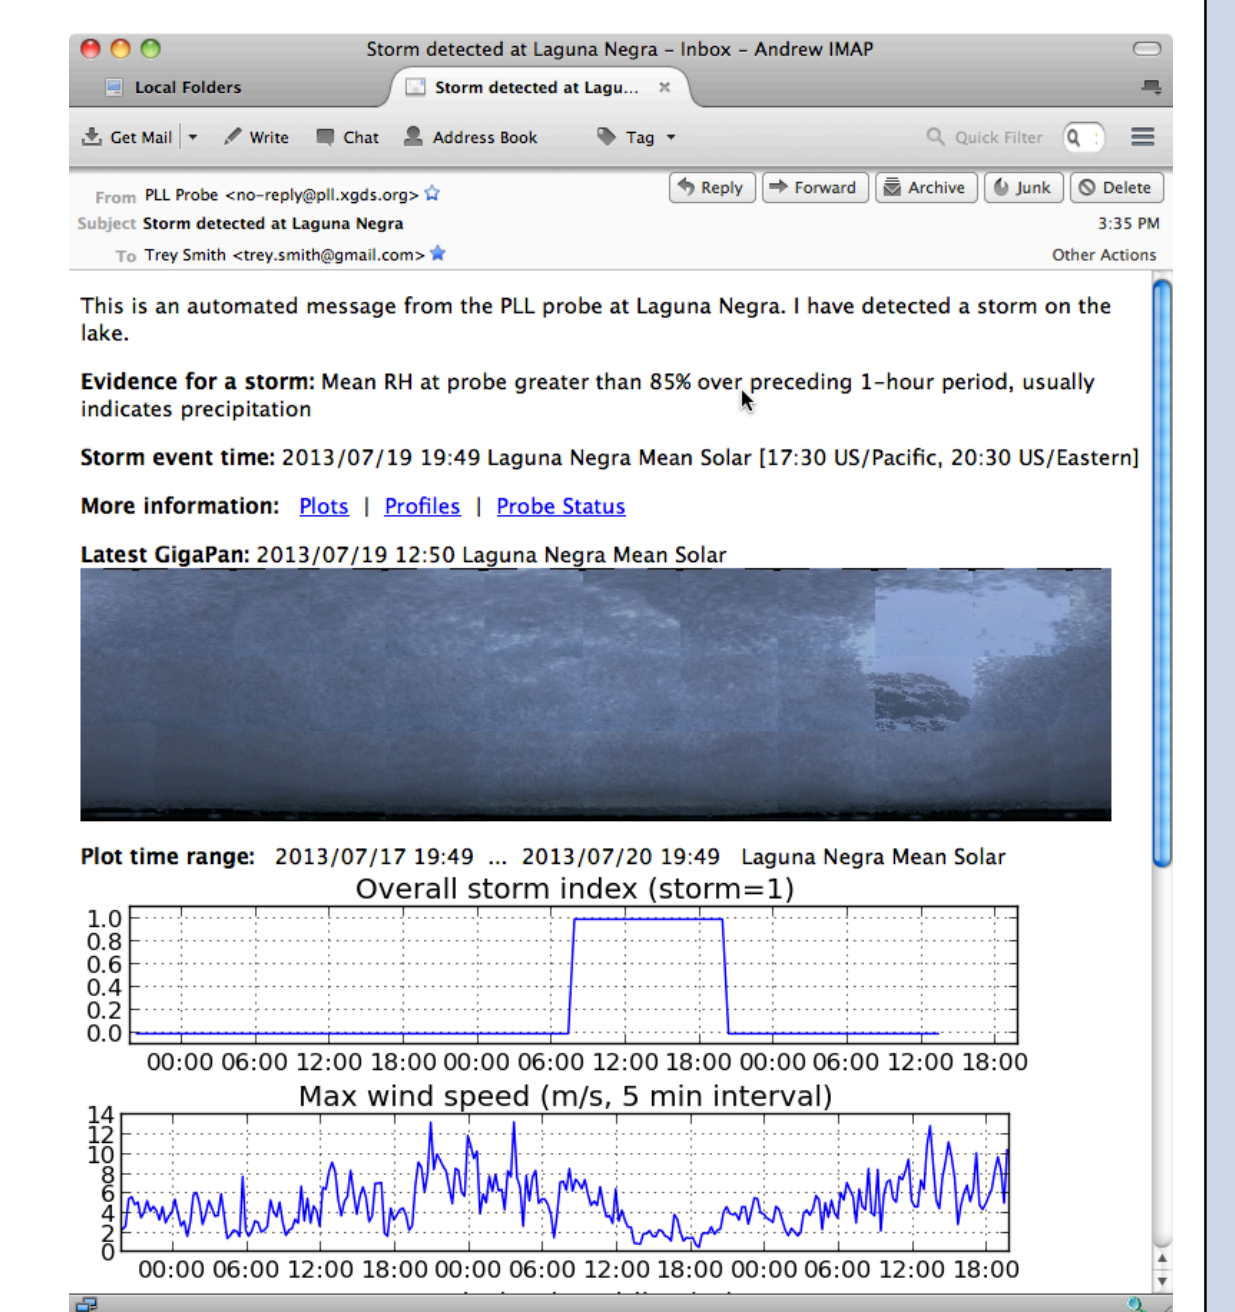 Storm detected at Laguna Negra – Inbox – Andrew IMAP
Local Folders
Storm detected at Lagu...
Get Mail
Write
Chat
Address Book
Tag
Quick Filter
From PLL Probe <no-reply@pll.xgds.org>
Reply
Forward
Archive
Junk
Delete
Subject Storm detected at Laguna Negra
3:35 PM
To Trey Smith <trey.smith@gmail.com>
Other Actions
This is an automated message from the PLL probe at Laguna Negra. I have detected a storm on the
lake.
Evidence for a storm: Mean RH at probe greater than 85% over preceding 1-hour period, usually
indicates precipitation
Storm event time: 2013/07/19 19:49 Laguna Negra Mean Solar [17:30 US/Pacific, 20:30 US/Eastern]
More information: Plots | Profiles | Probe Status
Latest GigaPan: 2013/07/19 12:50 Laguna Negra Mean Solar
Plot time range: 2013/07/17 19:49 ... 2013/07/20 19:49 Laguna Negra Mean Solar
Overall storm index (storm=1)
1.0
0.8
0.6
0.4
0.2
0.0
00:00 06:00 12:00 18:00 00:00 06:00 12:00 18:00 00:00 06:00 12:00 18:00
Max wind speed (m/s, 5 min interval)
14
12
10
8
6
4
2
0
00:00 06:00 12:00 18:00 00:00 06:00 12:00 18:00 00:00 06:00 12:00 18:00